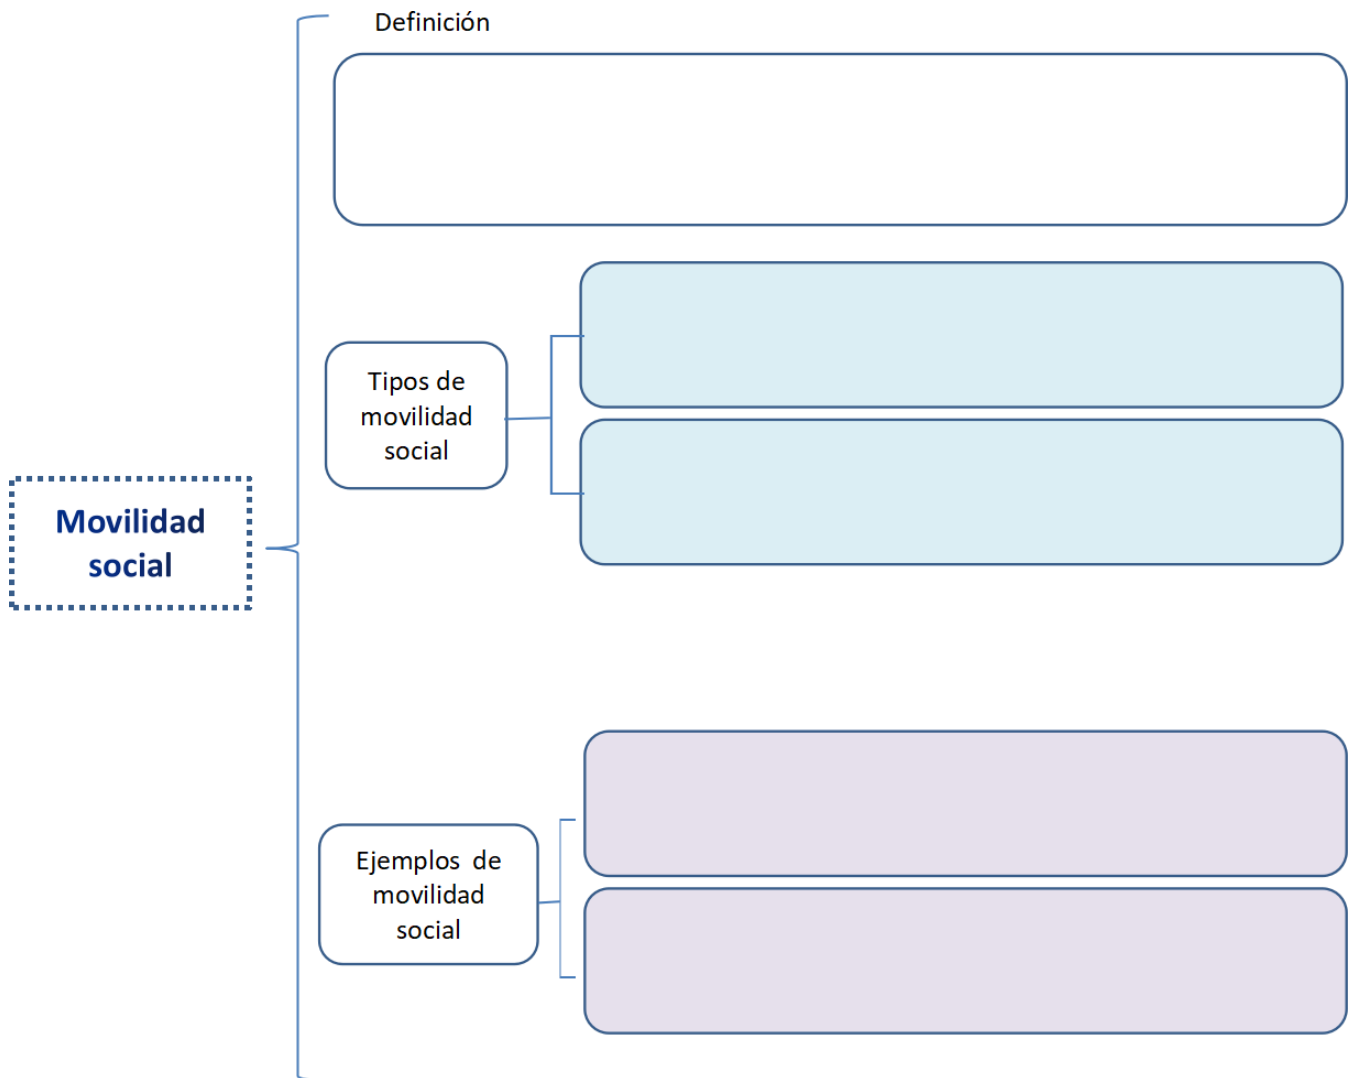 Definición
Tipos de
movilidad
social
Movilidad
social
Ejemplos de
movilidad
social